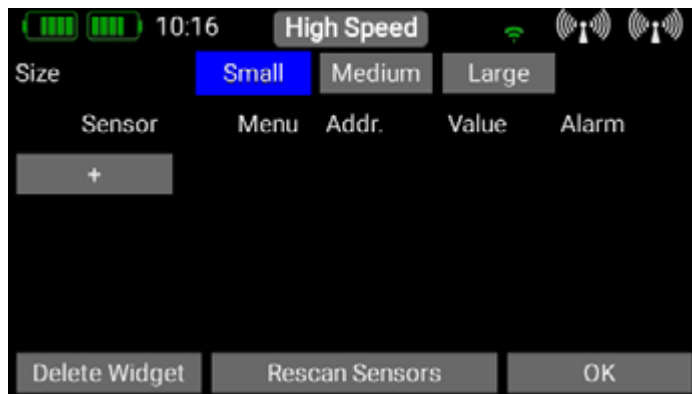 10:16 High Speed
Size Small Medium Large
Sensor Menu Addr. Value Alarm
+
Delete Widget Rescan Sensors OK